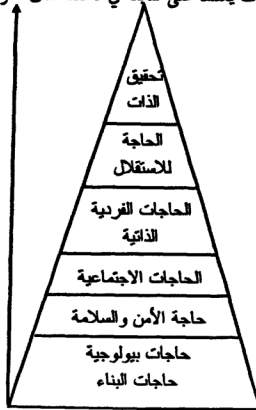 تحقيق
الذات
الحاجة
للاستقلال
الحاجات الفردية
الذاتية
الحاجات الاجتماعية
حاجة الأمن والسلامة
حاجات بيولوجية
حاجات البناء